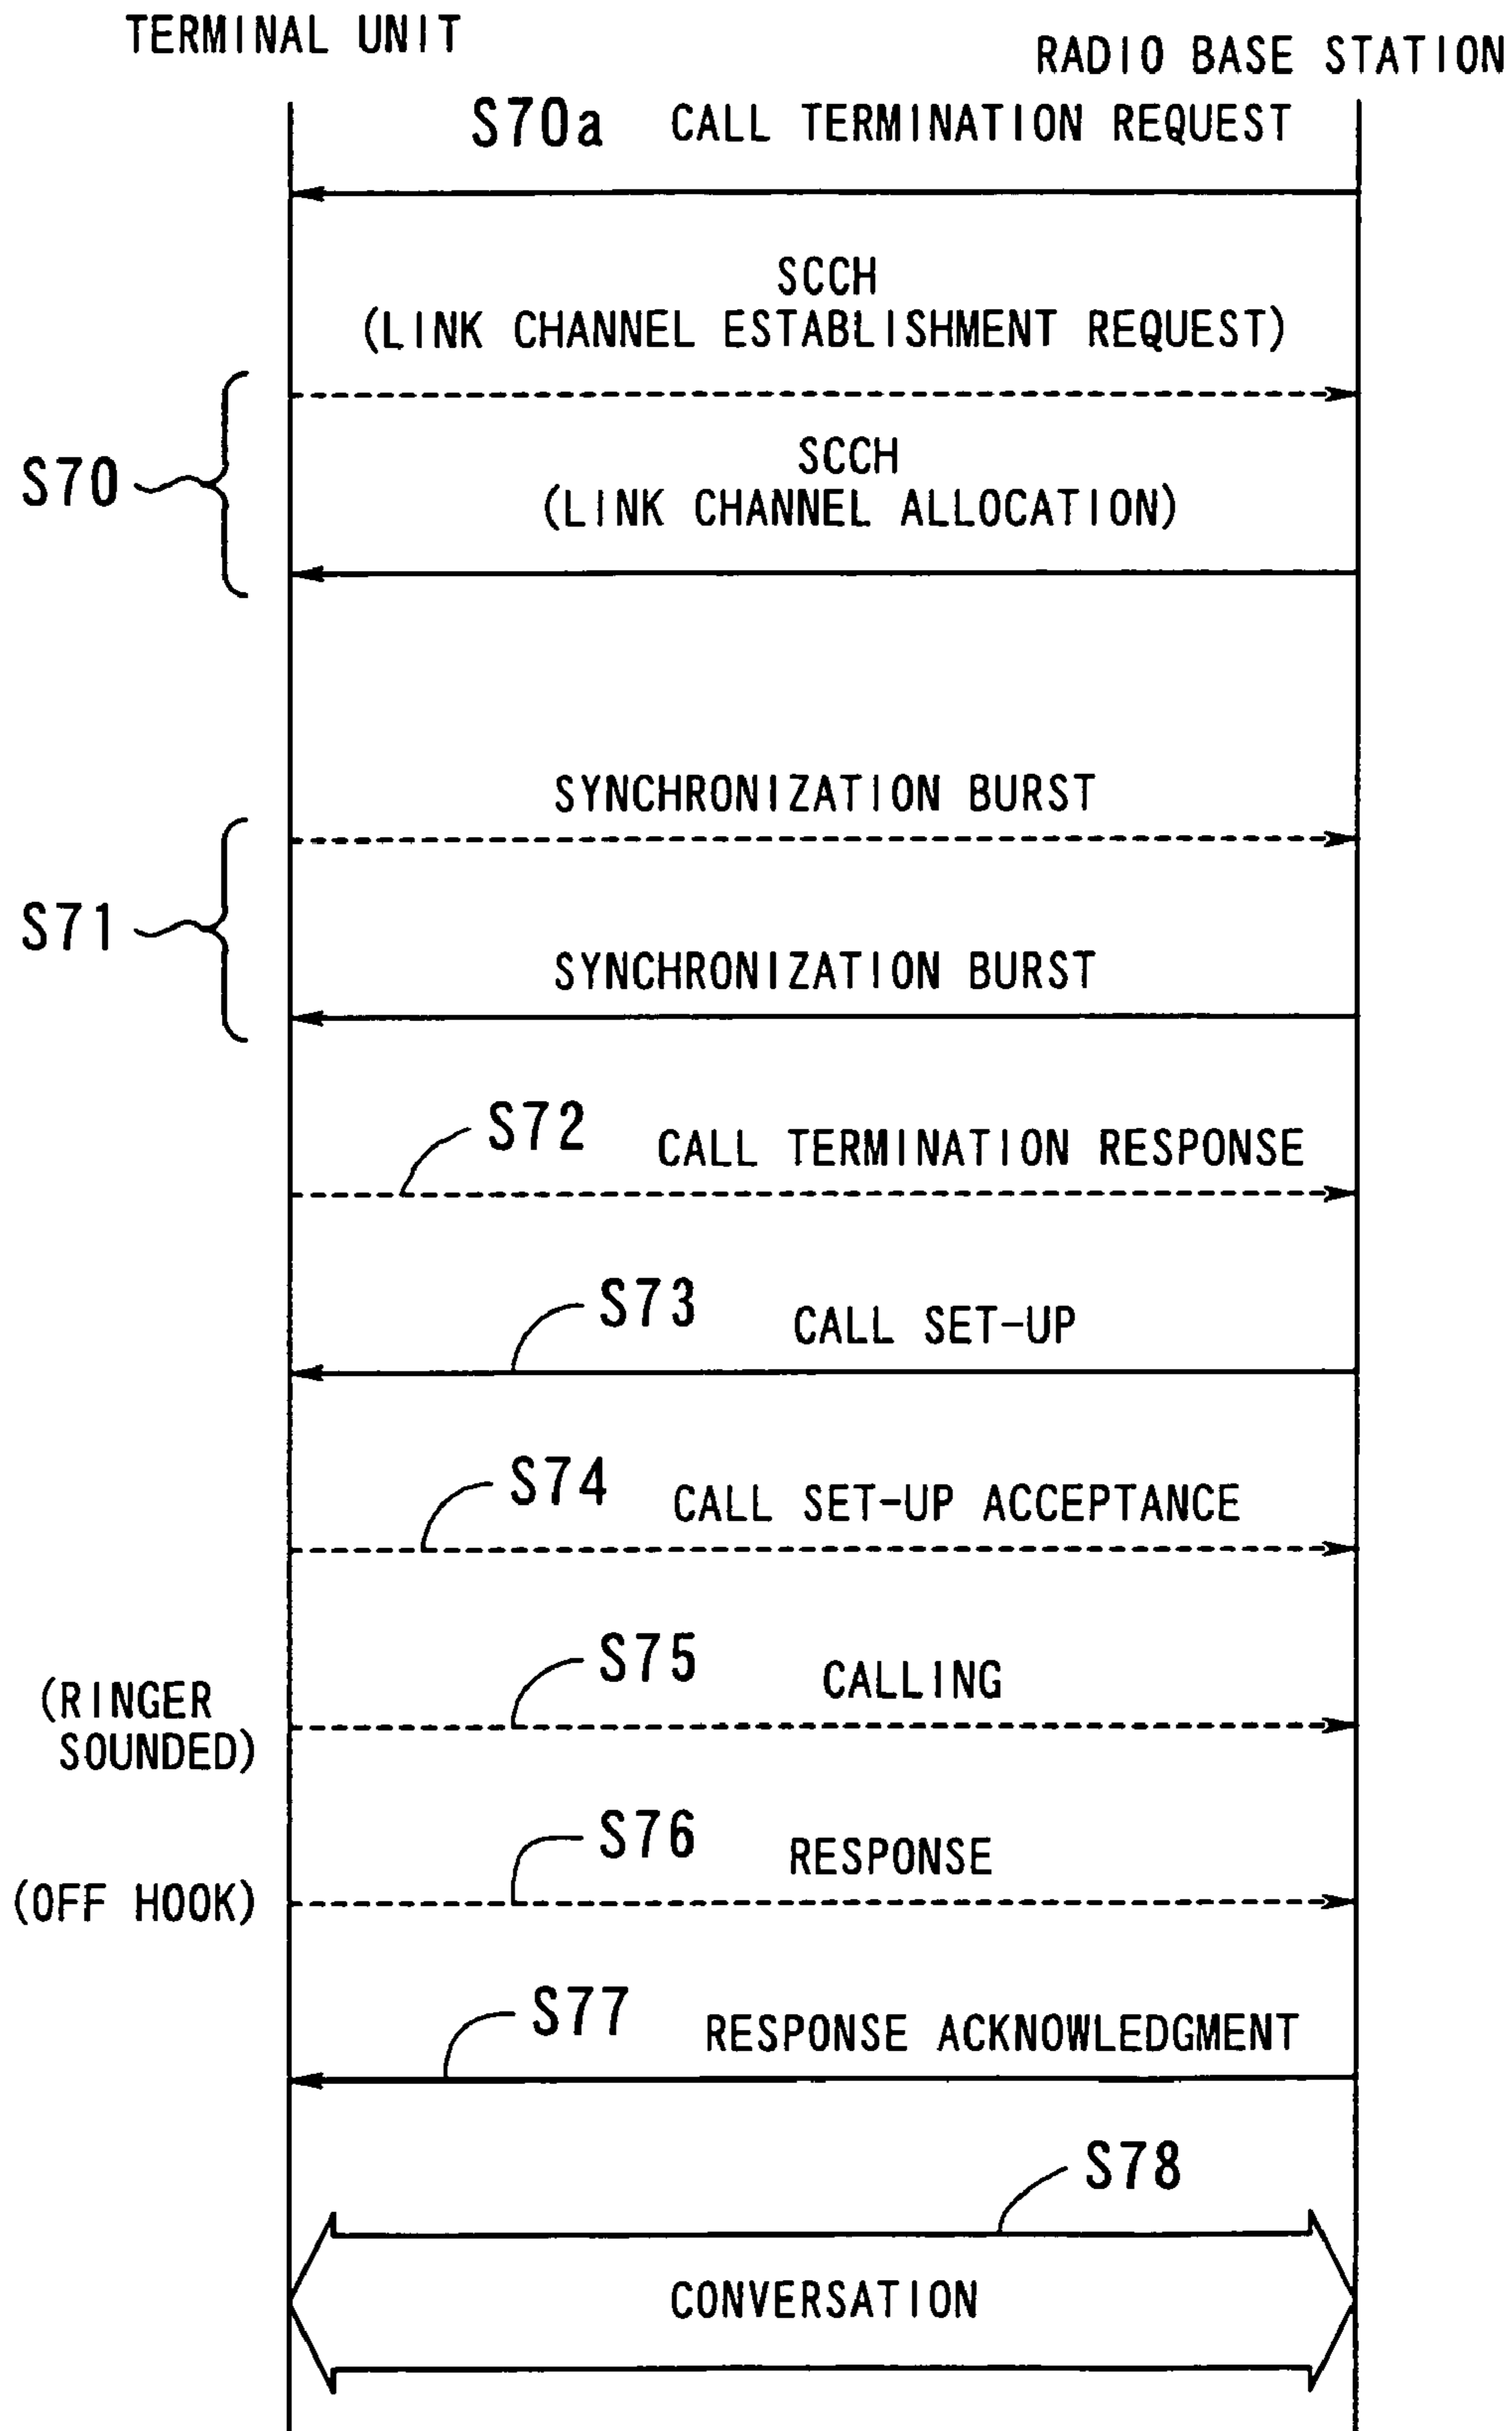 TERMINAL UNIT
RADIO BASE STATION
S70a CALL TERMINATION REQUEST
SCCH
(LINK CHANNEL ESTABLISHMENT REQUEST)
S70
SCCH
(LINK CHANNEL ALLOCATION)
SYNCHRONIZATION BURST
S71
SYNCHRONIZATION BURST
S72 CALL TERMINATION RESPONSE
S73 CALL SET-UP
S74 CALL SET-UP ACCEPTANCE
S75 CALLING
(RINGER
SOUNDED)
S76 RESPONSE
(OFF HOOK)
S77 RESPONSE ACKNOWLEDGMENT
S78
CONVERSATION